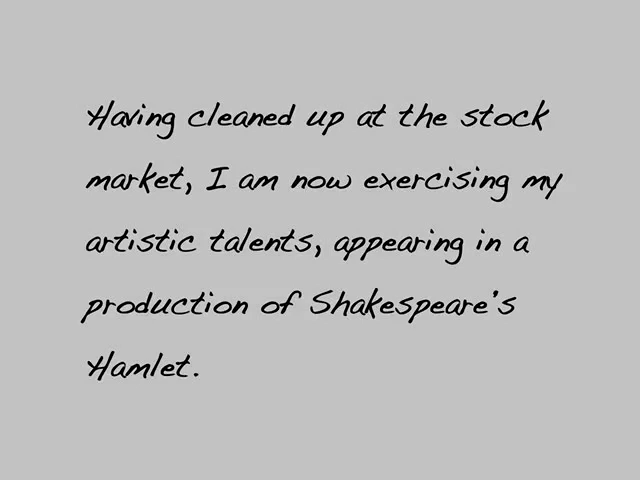 Having cleaned up at the stock
market, I am now exercising my
artistic talents, appearing in a
production of Shakespeare's
Hamlet.